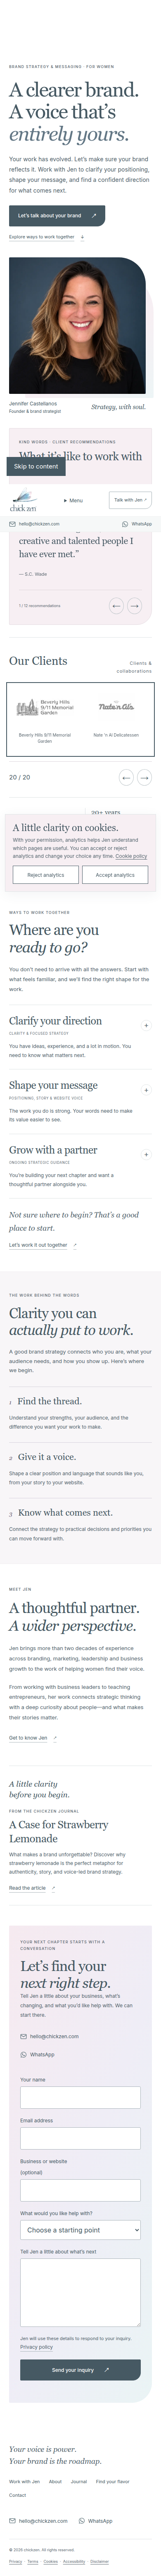 BRAND STRATEGY & MESSAGING · FOR WOMEN
A clearer brand.
A voice that's
entirely yours.
Your work has evolved. Let's make sure your brand
reflects it. Work with Jen to clarify your positioning,
shape your message, and find a confident direction
for what comes next.
Let's talk about your brand ↗
Explore ways to work together ↓
Jennifer Castellanos
Founder & brand strategist
Strategy, with soul.
KIND WORDS · CLIENT RECOMMENDATIONS
What it's like to work with
Skip to content
chick zen
Menu
Talk with Jen ↗
hello@chickzen.com
WhatsApp
creative and talented people I
have ever met."
— S.C. Wade
1 / 10 recommendations
← →
Our Clients
Clients &
collaborations
Beverly Hills
9/11 Memorial
Garden
Nate'n Al's
Beverly Hills 9/11 Memorial
Garden
Nate 'n Al Delicatessen
20 / 20
← →
20+ years
A little clarity on cookies.
With your permission, analytics helps Jen understand
which pages are useful. You can accept or reject
analytics and change your choice any time. Cookie policy
Reject analytics
Accept analytics
WAYS TO WORK TOGETHER
Where are you
ready to go?
You don't need to arrive with all the answers. Start with
what feels familiar, and we'll find the right shape for the
work.
Clarify your direction
CLARITY & FOCUSED STRATEGY
+
You have ideas, experience, and a lot in motion. You
need to know what matters next.
Shape your message
POSITIONING, STORY & WEBSITE VOICE
+
The work you do is strong. Your words need to make
its value easier to see.
Grow with a partner
ONGOING STRATEGIC GUIDANCE
+
You're building your next chapter and want a
thoughtful partner alongside you.
Not sure where to begin? That's a good
place to start.
Let's work it out together ↗
THE WORK BEHIND THE WORDS
Clarity you can
actually put to work.
A good brand strategy connects who you are, what your
audience needs, and how you show up. Here's where
we begin.
1 Find the thread.
Understand your strengths, your audience, and the
difference you want your work to make.
2 Give it a voice.
Shape a clear position and language that sounds like you,
from your story to your website.
3 Know what comes next.
Connect the strategy to practical decisions and priorities you
can move forward with.
MEET JEN
A thoughtful partner.
A wider perspective.
Jen brings more than two decades of experience
across branding, marketing, leadership and business
growth to the work of helping women find their voice.
From working with business leaders to teaching
entrepreneurs, her work connects strategic thinking
with a deep curiosity about people—and what makes
their stories matter.
Get to know Jen ↗
A little clarity
before you begin.
FROM THE CHICKZEN JOURNAL
A Case for Strawberry
Lemonade
What makes a brand unforgettable? Discover why
strawberry lemonade is the perfect metaphor for
authenticity, story, and voice-led brand strategy.
Read the article ↗
YOUR NEXT CHAPTER STARTS WITH A
CONVERSATION
Let's find your
next right step.
Tell Jen a little about your business, what's
changing, and what you'd like help with. We can
start there.
hello@chickzen.com
WhatsApp
Your name
Email address
Business or website
(optional)
What would you like help with?
Choose a starting point
Tell Jen a little about what's next
Jen will use these details to respond to your inquiry.
Privacy policy
Send your inquiry ↗
Your voice is power.
Your brand is the roadmap.
Work with Jen About Journal Find your flavor
Contact
hello@chickzen.com WhatsApp
© 2026 chickzen. All rights reserved.
Privacy · Terms · Cookies · Accessibility · Disclaimer